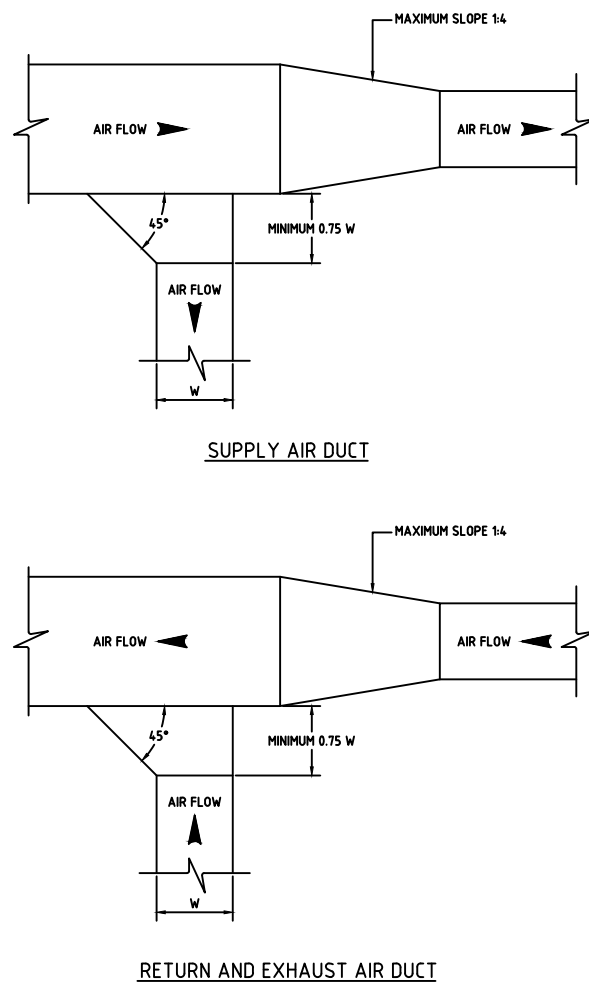 MAXIMUM SLOPE 1:4
AIR FLOW
AIR FLOW
45°
MINIMUM 0.75 W
AIR FLOW
W
SUPPLY AIR DUCT
MAXIMUM SLOPE 1:4
AIR FLOW
AIR FLOW
45°
MINIMUM 0.75 W
AIR FLOW
W
RETURN AND EXHAUST AIR DUCT